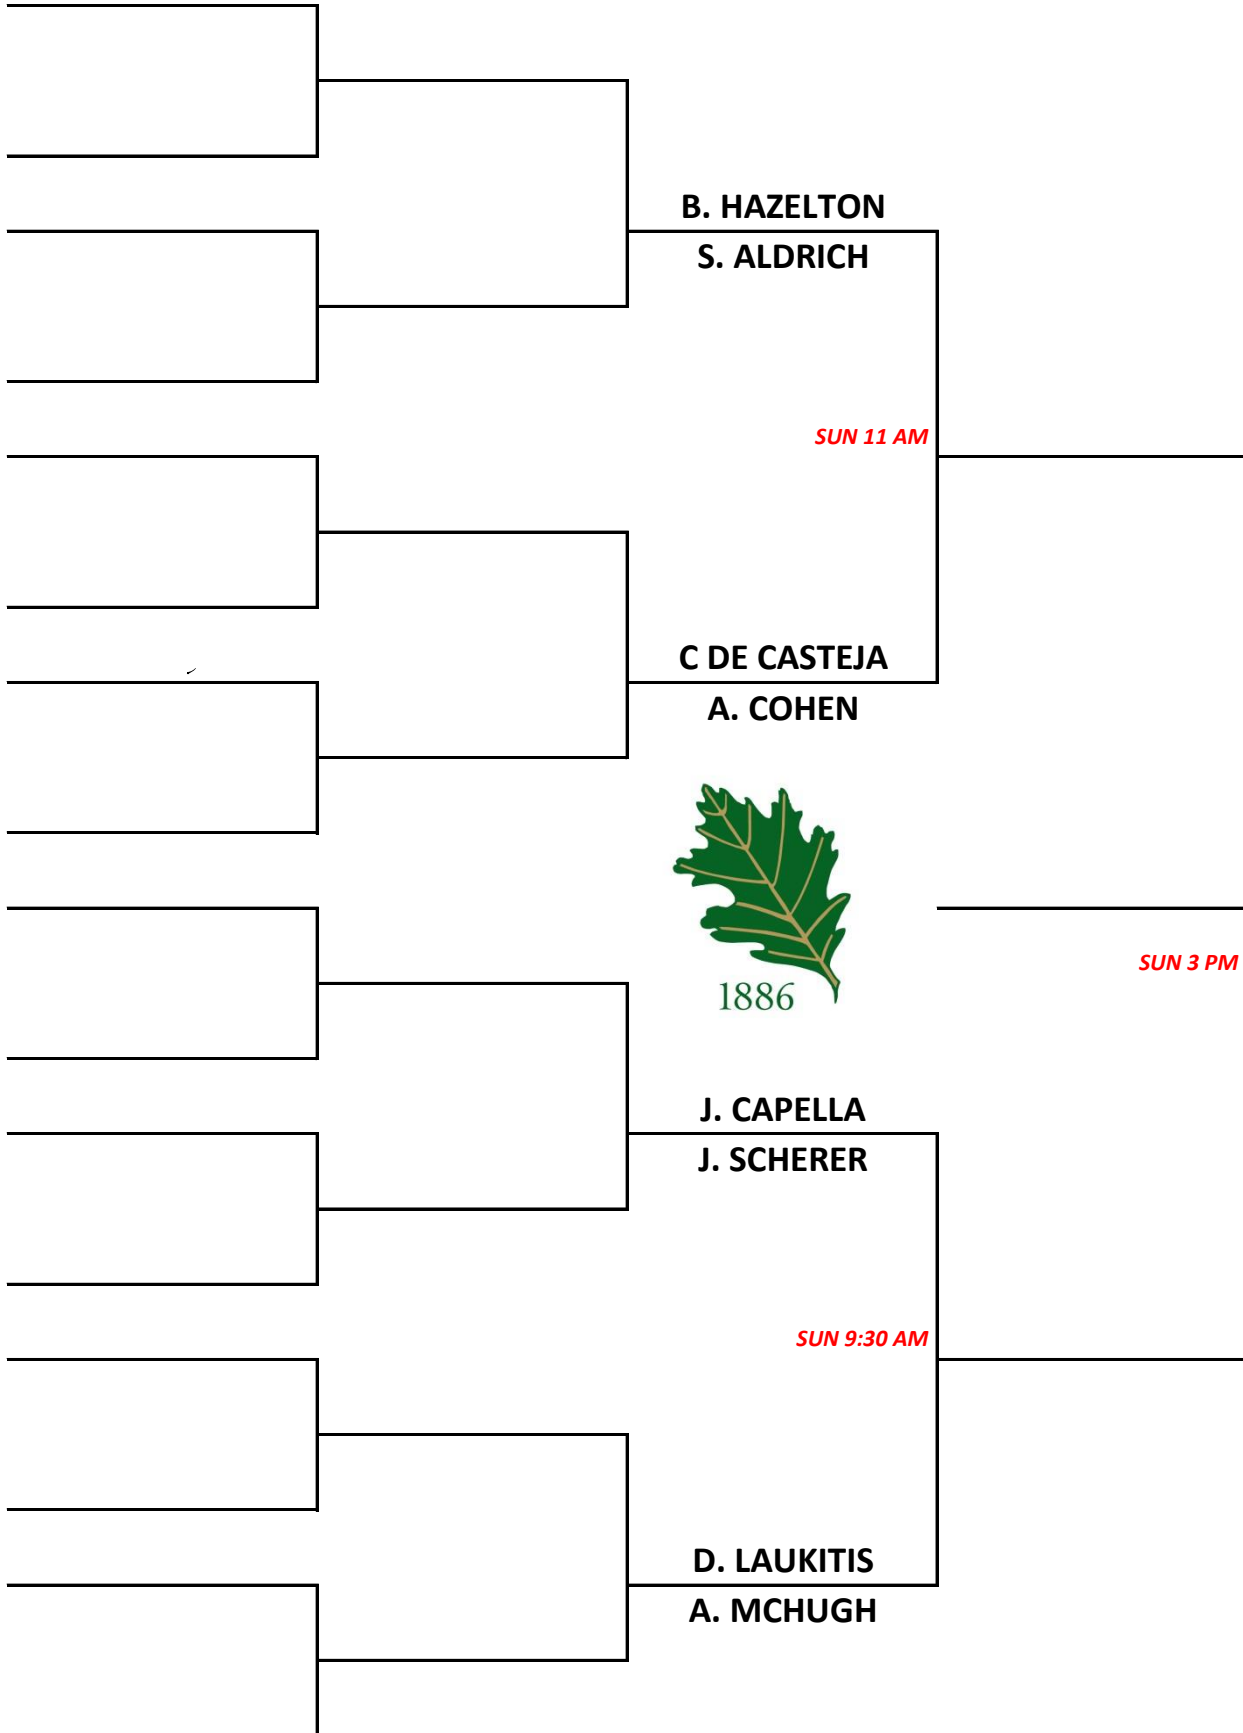 B. HAZELTON
S. ALDRICH
SUN 11 AM
C DE CASTEJA
A. COHEN
1886
SUN 3 PM
J. CAPELLA
J. SCHERER
SUN 9:30 AM
D. LAUKITIS
A. MCHUGH